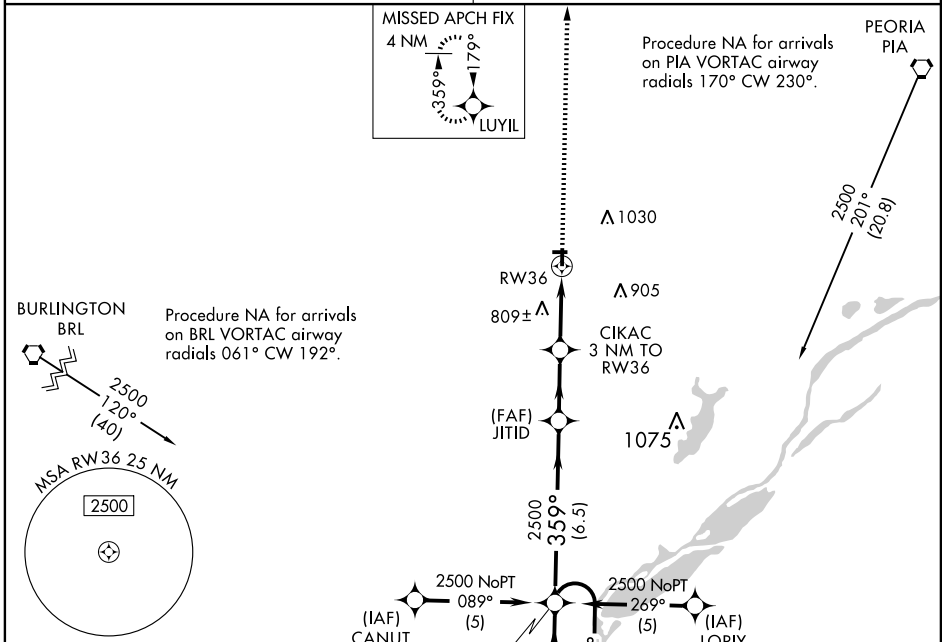 MISSED APCH FIX
4 NM
359°
179°
LUYIL
Procedure NA for arrivals
on PIA VORTAC airway
radials 170° CW 230°.
PEORIA
PIA
2500
201°
(20.8)
1030
RW36
905
809±
CIKAC
3 NM TO
RW36
BURLINGTON
BRL
Procedure NA for arrivals
on BRL VORTAC airway
radials 061° CW 192°.
2500
120°
(40)
(FAF)
JITID
1075
MSA RW36 25 NM
2500
2500
359°
(6.5)
2500 NoPT
089°
(5)
2500 NoPT
269°
(5)
(IAF)
CANUT
(IAF)